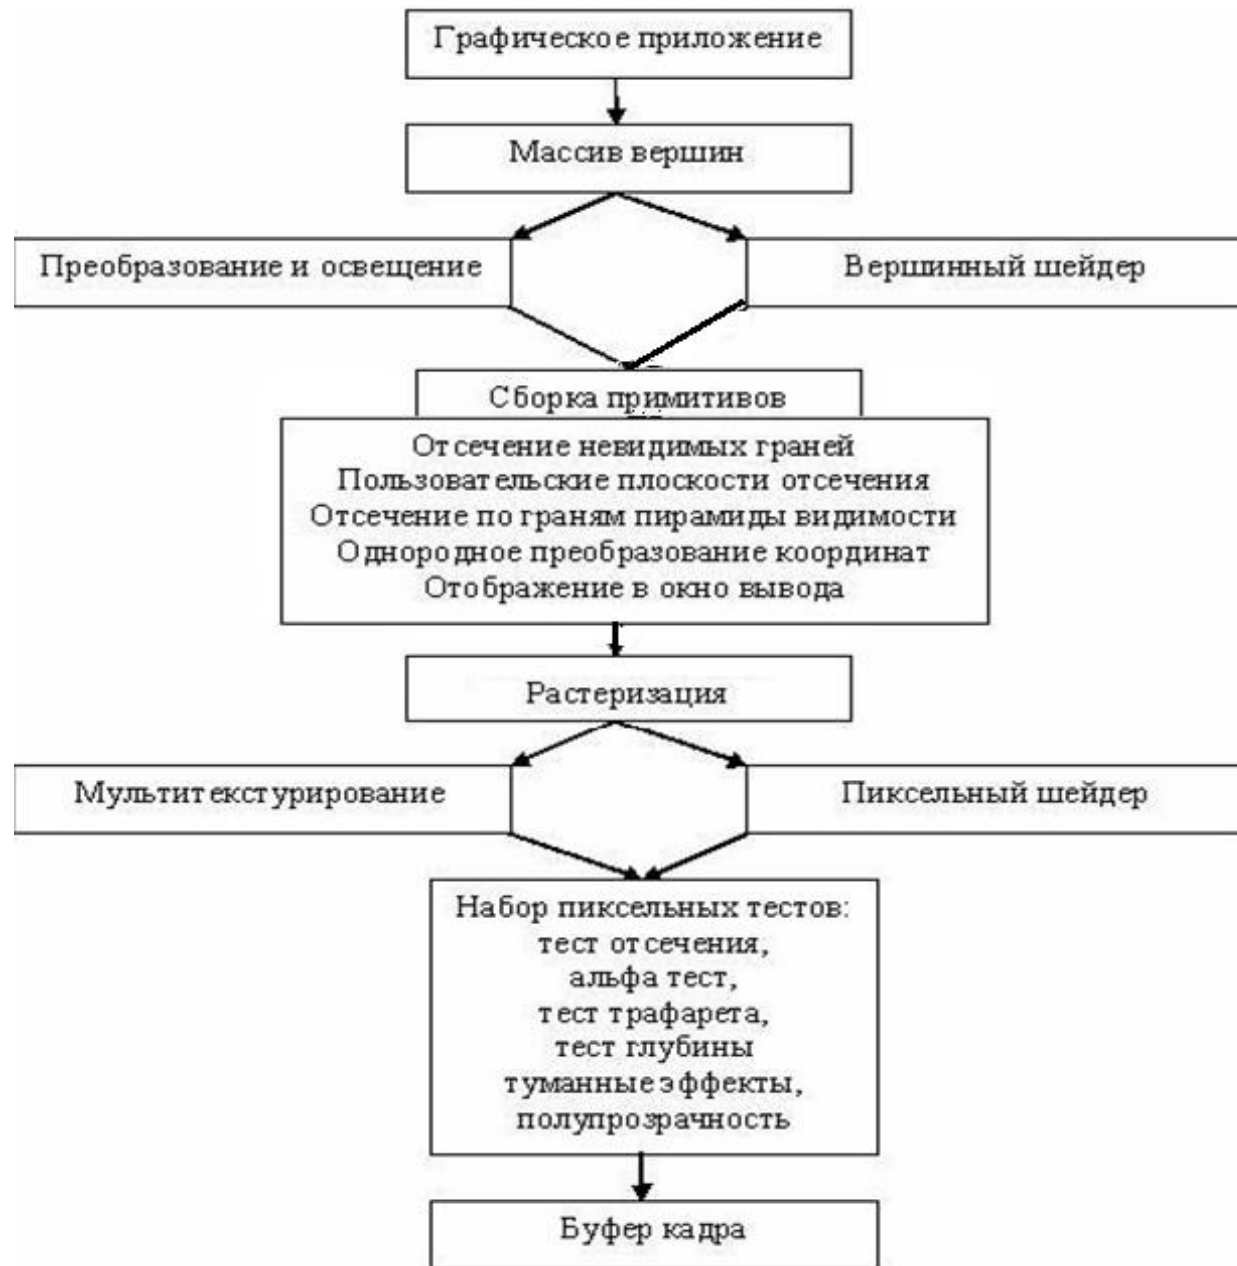 Графическое приложение
Массив вершин
Преобразование и освещение
Вершинный шейдер
Сборка примитивов
Отсечение невидимых граней
Пользовательские плоскости отсечения
Отсечение по граням пирамиды видимости
Однородное преобразование координат
Отображение в окно вывода
Растеризация
Мультитекстурирование
Пиксельный шейдер
Набор пиксельных тестов:
тест отсечения,
альфа тест,
тест трафарета,
тест глубины
туманные эффекты,
полупрозрачность
Буфер кадра